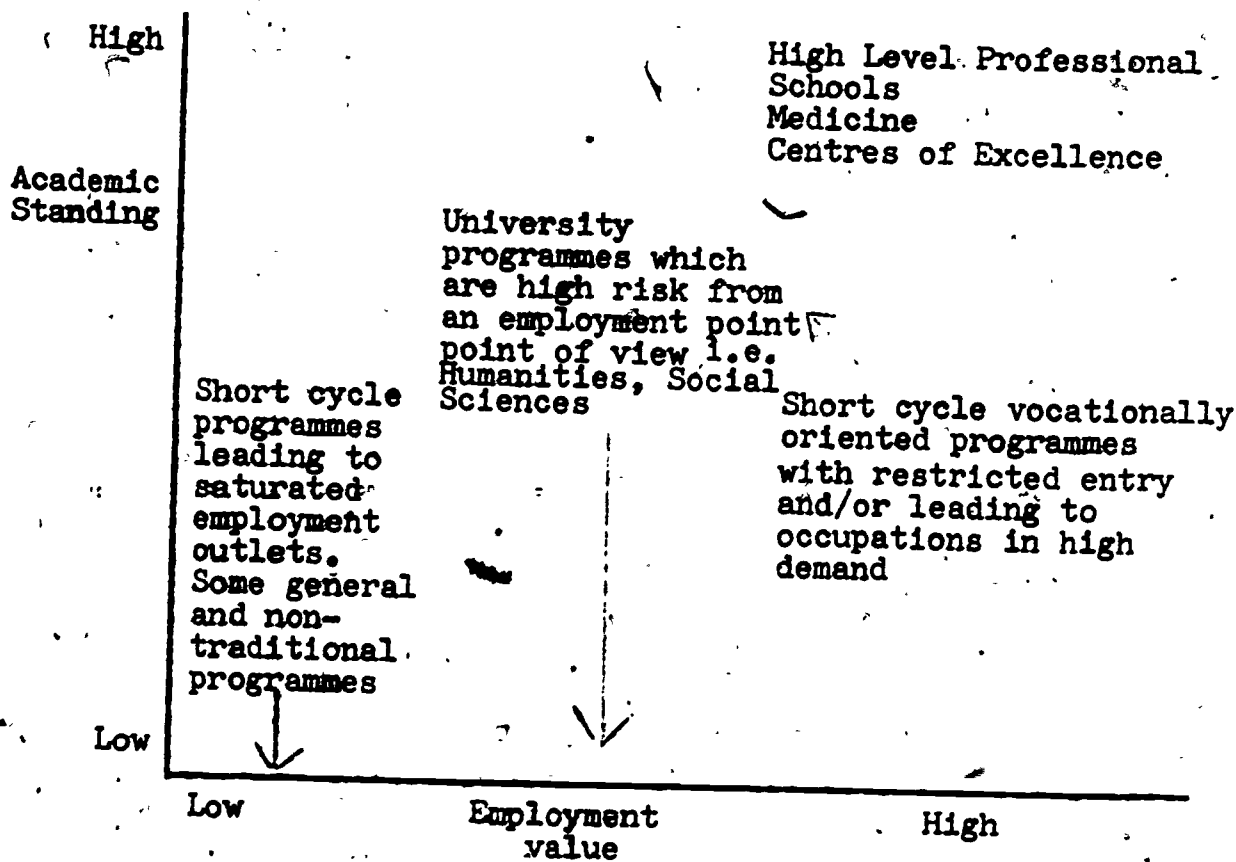 High
High Level Professional
Schools
Medicine
Centres of Excellence
Academic
Standing
University
programmes which
are high risk from
an employment point
point of view i.e.
Humanities, Social
Sciences
Short cycle
programmes
leading to
saturated
employment
outlets.
Some general
and non-
traditional
programmes
Short cycle vocationally
oriented programmes
with restricted entry
and/or leading to
occupations in high
demand
Low
Low
Employment
value
High